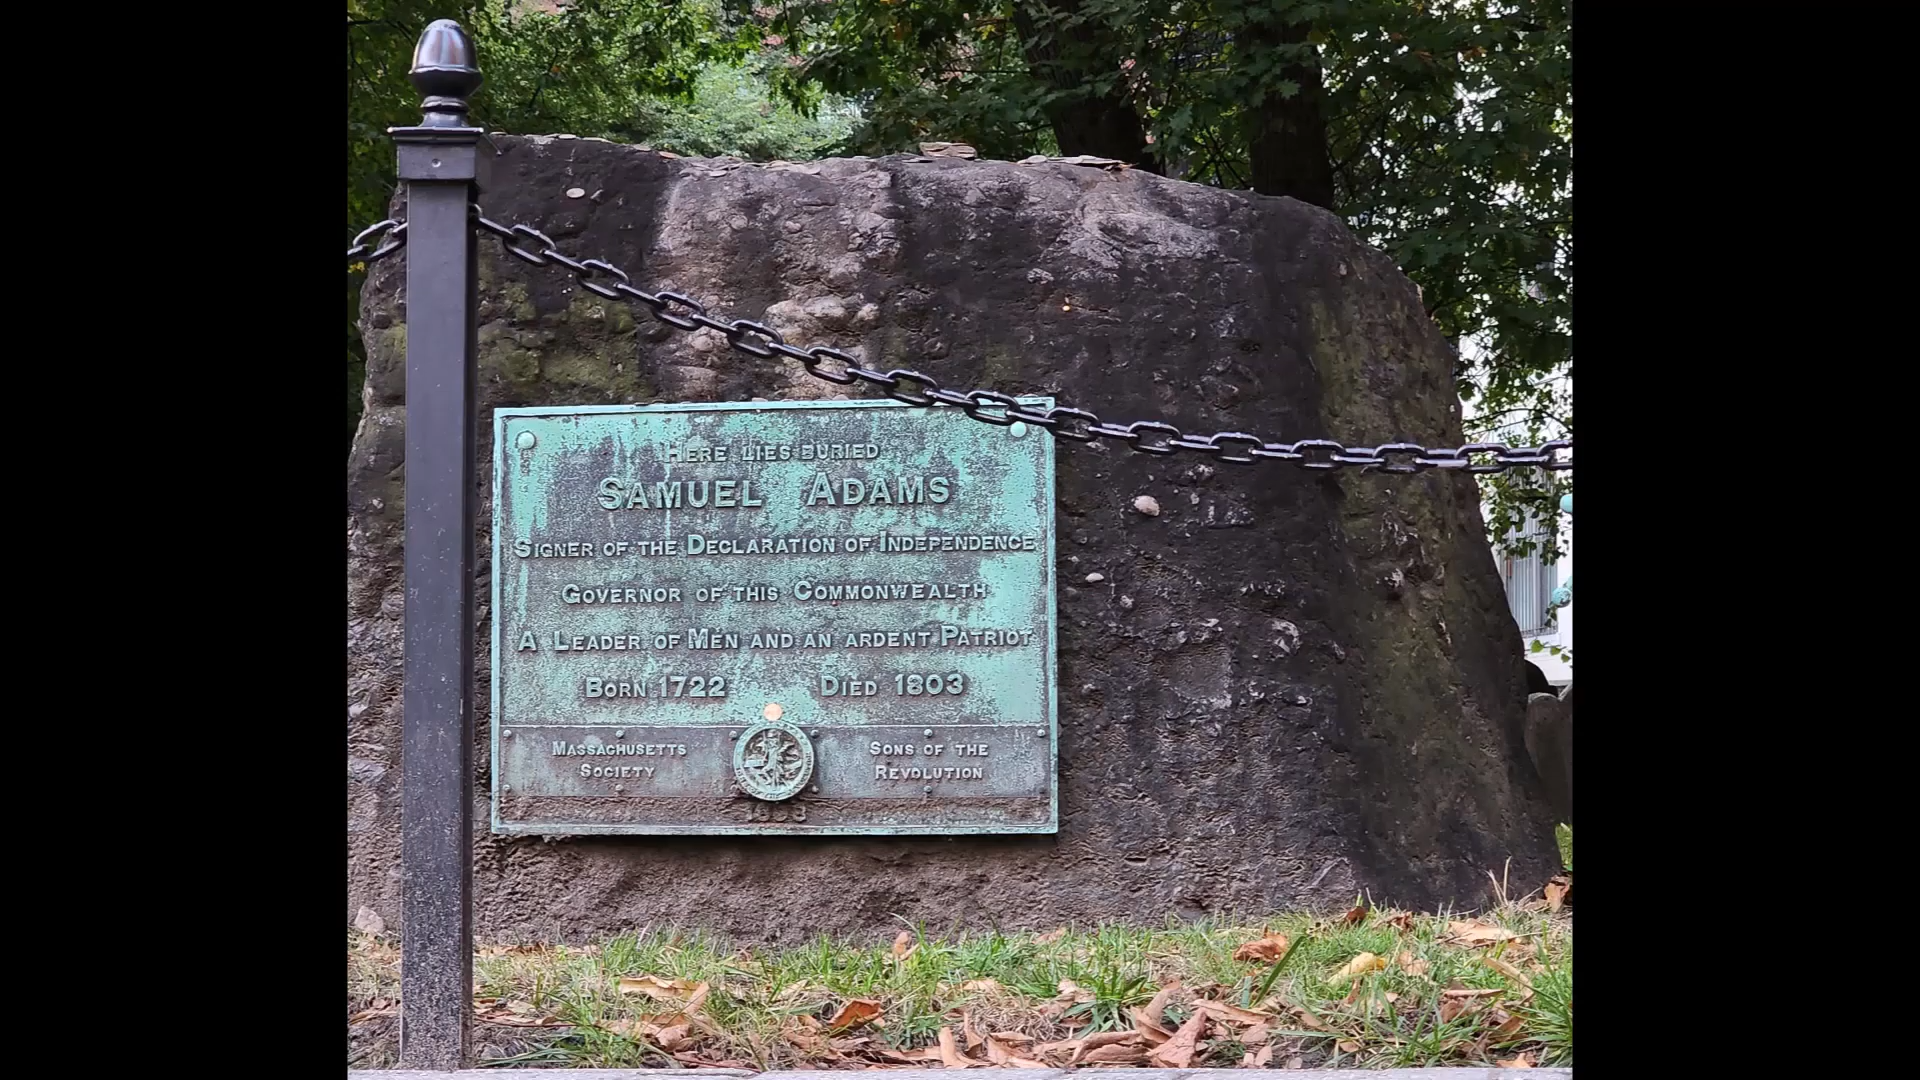 HERE LIES BURIED
SAMUEL ADAMS
SIGNER OF THE DECLARATION OF INDEPENDENCE
GOVERNOR OF THIS COMMONWEALTH
A LEADER OF MEN AND AN ARDENT PATRIOT
BORN 1722 DIED 1803
MASSACHUSETTS SOCIETY
SONS OF THE REVOLUTION